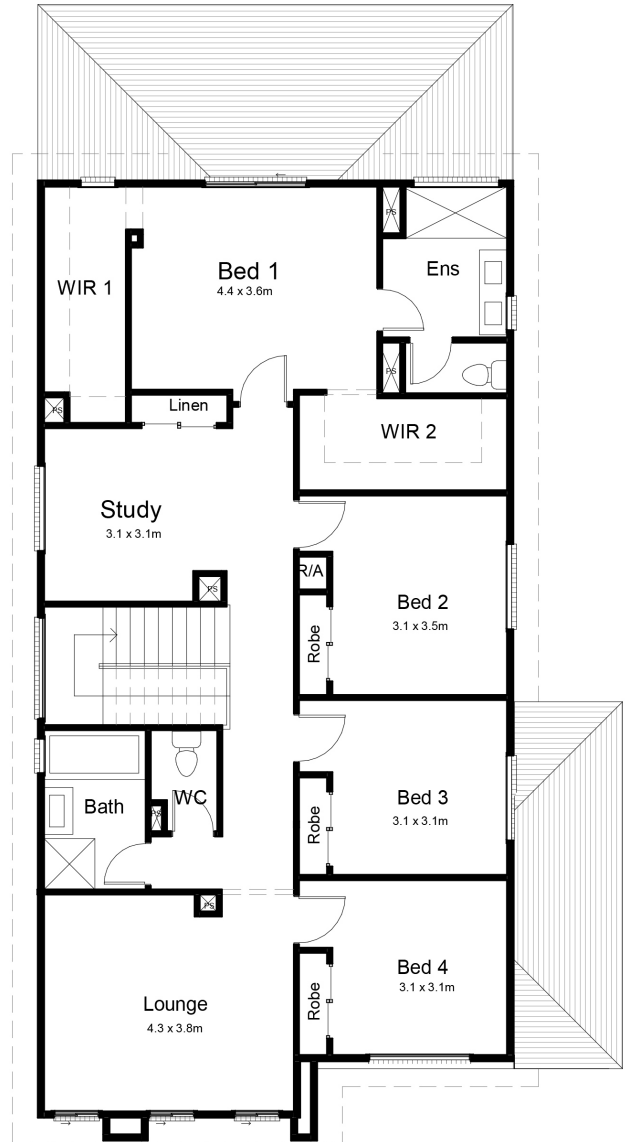 PS
Ens
Bed 1
4.4 x 3.6m
WIR 1
PS
PS
Linen
WIR 2
Study
3.1 x 3.1m
R/A
PS
Bed 2
3.1 x 3.5m
Robe
Bath
WC
PS
Bed 3
3.1 x 3.1m
Robe
PS
Bed 4
3.1 x 3.1m
Robe
Lounge
4.3 x 3.8m